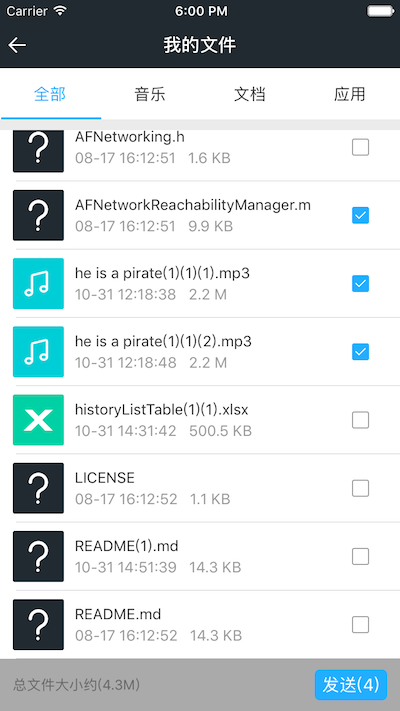 Carrier 6:00 PM
我的文件
全部 音乐 文档 应用
AFNetworking.h
08-17 16:12:51 1.6 KB
AFNetworkReachabilityManager.m
08-17 16:12:51 9.9 KB
he is a pirate(1)(1)(1).mp3
10-31 12:18:38 2.2 M
he is a pirate(1)(1)(2).mp3
10-31 12:18:48 2.2 M
historyListTable(1)(1).xlsx
10-31 14:31:42 500.5 KB
LICENSE
08-17 16:12:52 1.1 KB
README(1).md
10-31 14:51:39 14.3 KB
README.md
08-17 16:12:52 14.3 KB
总文件大小约(4.3M) 发送(4)